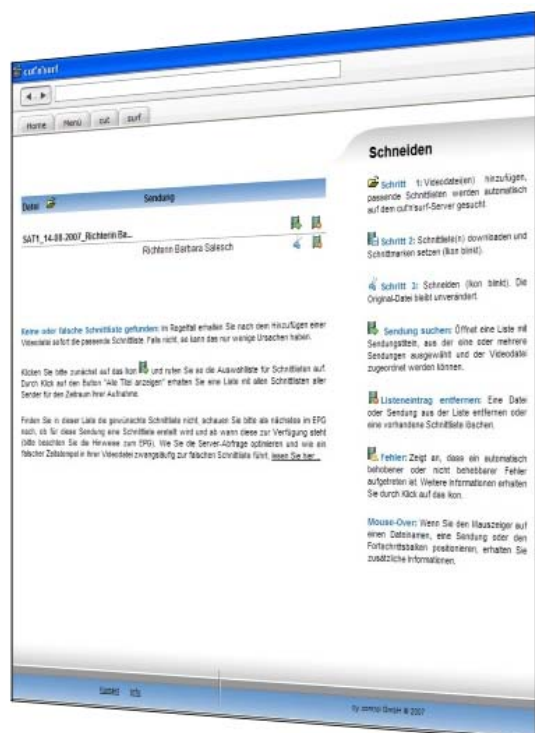 cut'n'surf
Home Menü cut surf
Datei Sendung
SAT1_14-08-2007_Richterin Ba...
Richterin Barbara Salesch
Keine oder falsche Schnittliste gefunden: Im Regelfall erhalten Sie nach dem Hinzufügen einer
Videodatei sofort die passende Schnittliste. Falls nicht, so kann das nur wenige Ursachen haben.
Klicken Sie bitte zunächst auf das Ikon und rufen Sie so die Auswahlliste für Schnittlisten auf.
Durch Klick auf den Button "Alle Titel anzeigen" erhalten Sie eine Liste mit allen Schnittlisten aller
Sender für den Zeitraum Ihrer Aufnahme.
Finden Sie in dieser Liste die gewünschte Schnittliste nicht, schauen Sie bitte als nächstes im EPG
nach, ob für diese Sendung eine Schnittliste erstellt wird und ab wann diese zur Verfügung steht
(bitte beachten Sie die Hinweise zum EPG). Wie Sie die Server-Abfrage optimieren und wie ein
falscher Zeitstempel in Ihrer Videodatei zwangsläufig zur falschen Schnittliste führt, lesen Sie hier...
Schneiden
Schritt 1: Videodatei(en) hinzufügen,
passende Schnittlisten werden automatisch
auf dem cut'n'surf-Server gesucht.
Schritt 2: Schnittliste(n) downloaden und
Schnittmarken setzen (Ikon blinkt).
Schritt 3: Schneiden (Ikon blinkt). Die
Original-Datei bleibt unverändert.
Sendung suchen: Öffnet eine Liste mit
Sendungstiteln, aus der eine oder mehrere
Sendungen ausgewählt und der Videodatei
zugeordnet werden können.
Listeneintrag entfernen: Eine Datei
oder Sendung aus der Liste entfernen oder
eine vorhandene Schnittliste löschen.
Fehler: Zeigt an, dass ein automatisch
behobener oder nicht behebbarer Fehler
aufgetreten ist. Weitere Informationen erhalten
Sie durch Klick auf das Ikon.
Mouse-Over: Wenn Sie den Mauszeiger auf
einen Dateinamen, eine Sendung oder den
Fortschrittsbalken positionieren, erhalten Sie
zusätzliche Informationen.
Kontakt Info
by GmbH © 2007